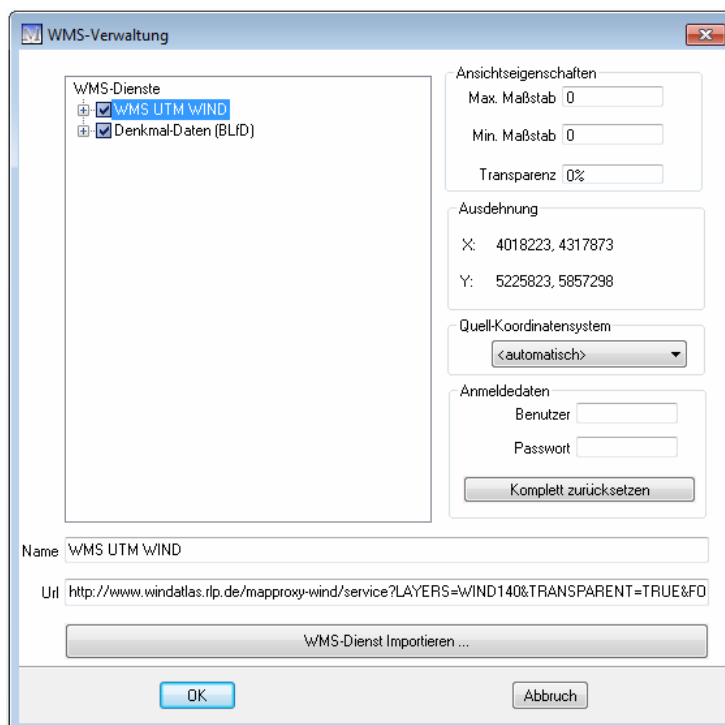 WMS-Verwaltung
WMS-Dienste
WMS UTM WIND
Denkmal-Daten (BLfD)
Ansichtseigenschaften
Max. Maßstab 0
Min. Maßstab 0
Transparenz 0%
Ausdehnung
X: 4018223, 4317873
Y: 5225823, 5857298
Quell-Koordinatensystem
<automatisch>
Anmeldedaten
Benutzer
Passwort
Komplett zurücksetzen
Name WMS UTM WIND
Url http://www.windatlas.rlp.de/mapproxy-wind/service?LAYERS=WIND140&TRANSPARENT=TRUE&FO
WMS-Dienst Importieren ...
OK Abbruch